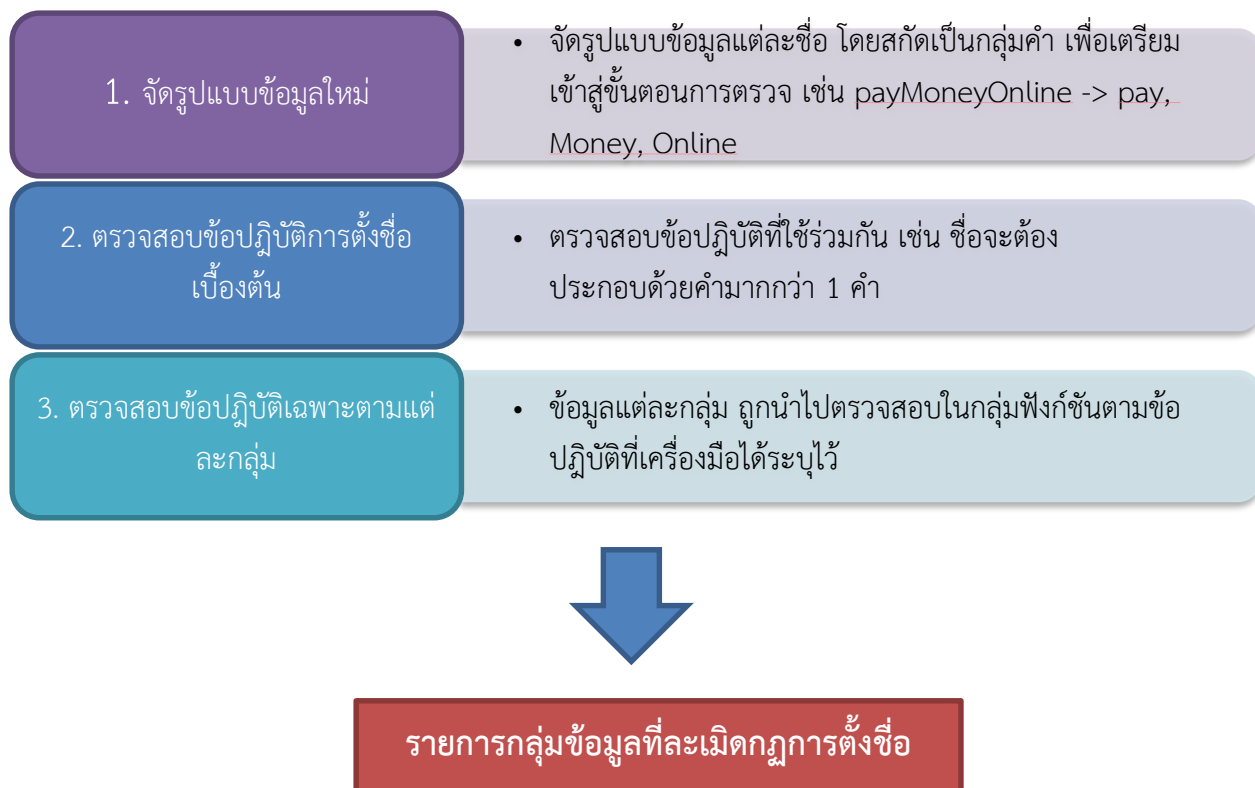 1. จัดรูปแบบข้อมูลใหม่
• จัดรูปแบบข้อมูลแต่ละชื่อ โดยสกัดเป็นกลุ่มคำ เพื่อเตรียม
เข้าสู่ขั้นตอนการตรวจ เช่น payMoneyOnline -> pay,
Money, Online
2. ตรวจสอบข้อปฎิบัติการตั้งชื่อ
เบื้องต้น
• ตรวจสอบข้อปฎิบัติที่ใช้ร่วมกัน เช่น ชื่อจะต้อง
ประกอบด้วยคำมากกว่า 1 คำ
3. ตรวจสอบข้อปฎิบัติเฉพาะตามแต่
ละกลุ่ม
• ข้อมูลแต่ละกลุ่ม ถูกนำไปตรวจสอบในกลุ่มฟังก์ชันตามข้อ
ปฎิบัติที่เครื่องมือได้ระบุไว้
รายการกลุ่มข้อมูลที่ละเมิดกฏการตั้งชื่อ